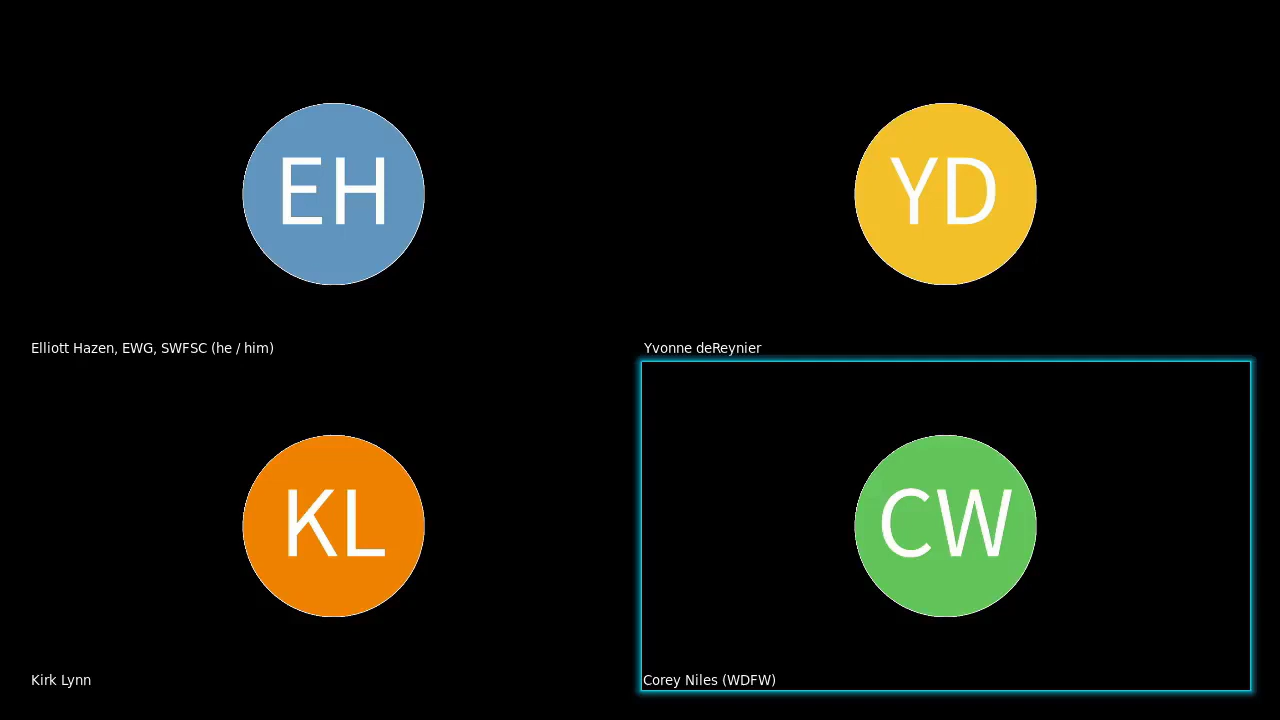 EH
YD
Elliott Hazen, EWG, SWFSC (he / him)
Yvonne deReynier
KL
CW
Kirk Lynn
Corey Niles (WDFW)